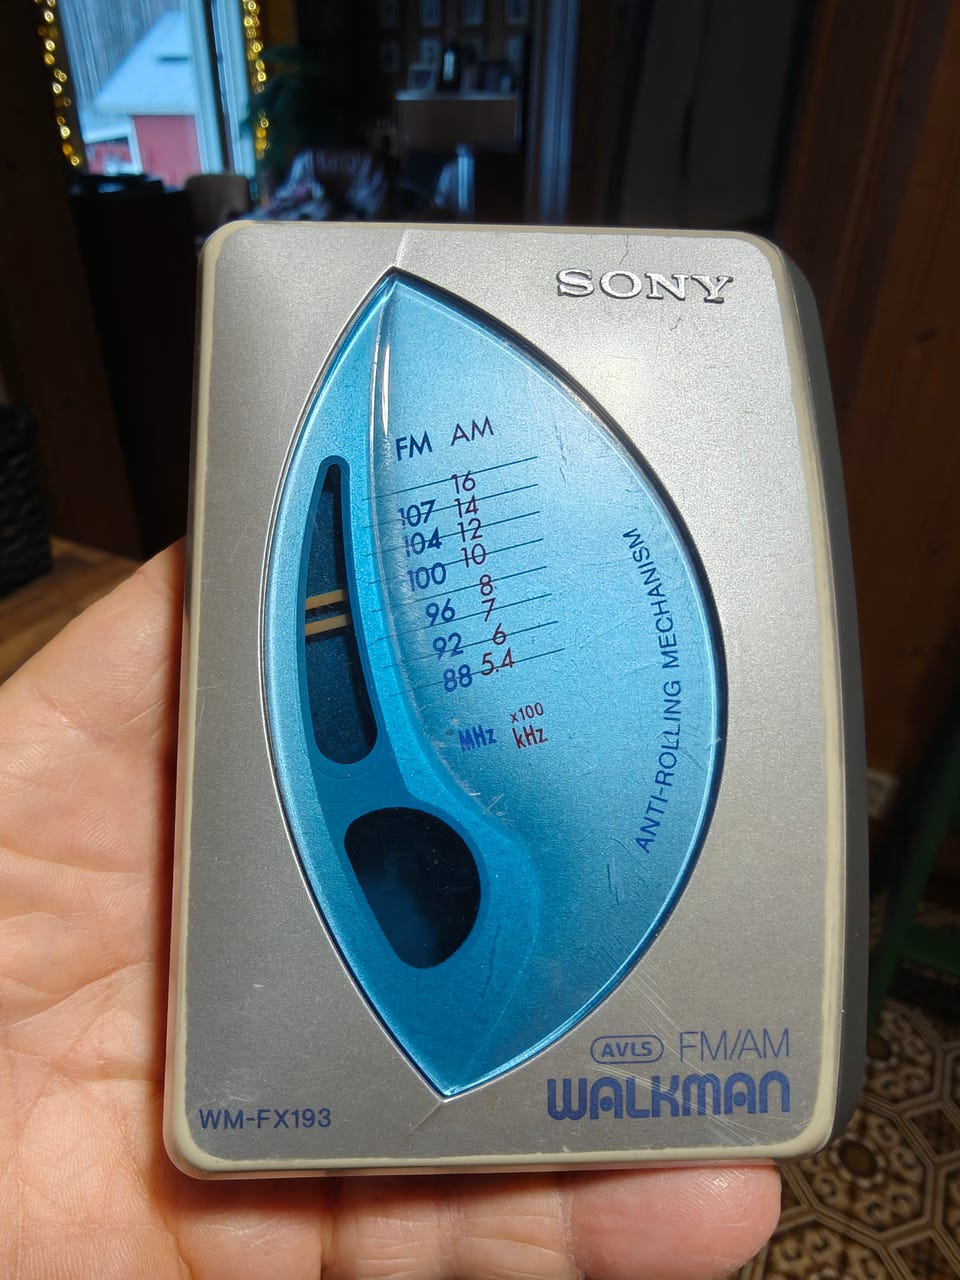 SONY
FM AM
16
107 14
104 12
100 10
96 8
7
92 6
88 5.4
MHz x100 kHz
ANTI-ROLLING MECHANISM
AVLS FM/AM
WALKMAN
WM-FX193